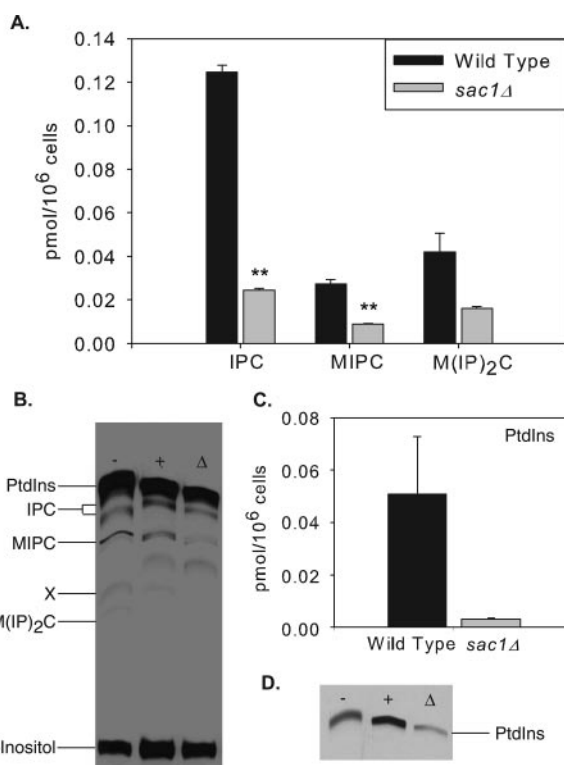 A.
0.14
0.12
0.10
0.08
0.06
0.04
0.02
0.00
pmol/10⁶ cells
Wild Type
sac1Δ
**
**
IPC MIPC M(IP)₂C
B.
- + Δ
PtdIns
IPC
MIPC
X
M(IP)₂C
Inositol
C.
0.08
0.06
0.04
0.02
0.00
pmol/10⁶ cells
PtdIns
Wild Type sac1Δ
D.
- + Δ
PtdIns